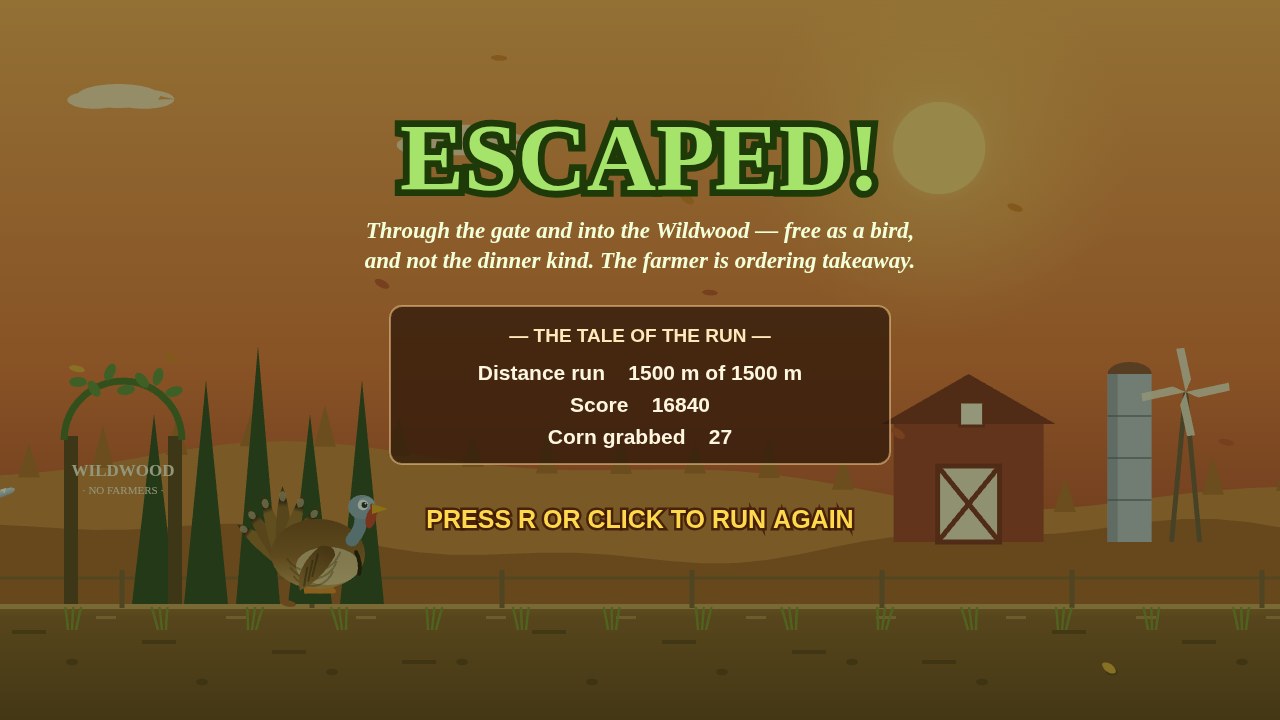 ESCAPED!
Through the gate and into the Wildwood — free as a bird,
and not the dinner kind. The farmer is ordering takeaway.
— THE TALE OF THE RUN —
Distance run 1500 m of 1500 m
Score 16840
Corn grabbed 27
WILDWOOD
· NO FARMERS ·
PRESS R OR CLICK TO RUN AGAIN